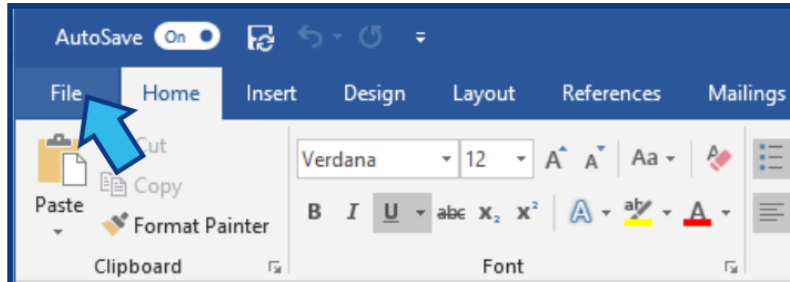 AutoSave On
File Home Insert Design Layout References Mailings
Cut
Copy
Paste
Format Painter
Clipboard
Verdana 12 A A Aa
B I U abc X₂ X² A ab A
Font